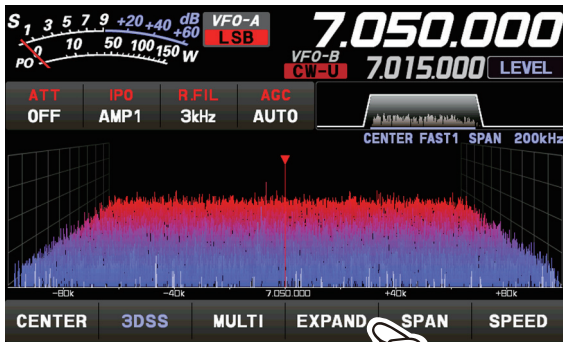 S 1 3 5 7 9 +20 +40 +60 dB
PO 0 10 50 100 150 W
VFO-A LSB 7.050.000
VFO-B CW-U 7.015.000 LEVEL
ATT IPO R.FIL AGC
OFF AMP1 3kHz AUTO
CENTER FAST1 SPAN 200kHz
-80k -40k 7.050.000 +40k +80k
CENTER 3DSS MULTI EXPAND SPAN SPEED